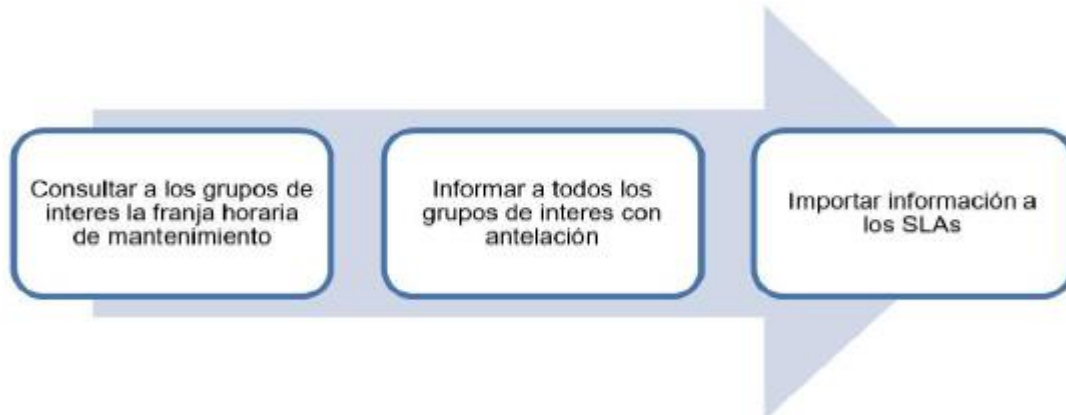 Consultar a los grupos de
interes la franja horaria
de mantenimiento
Informar a todos los
grupos de interes con
antelación
Importar información a
los SLAs